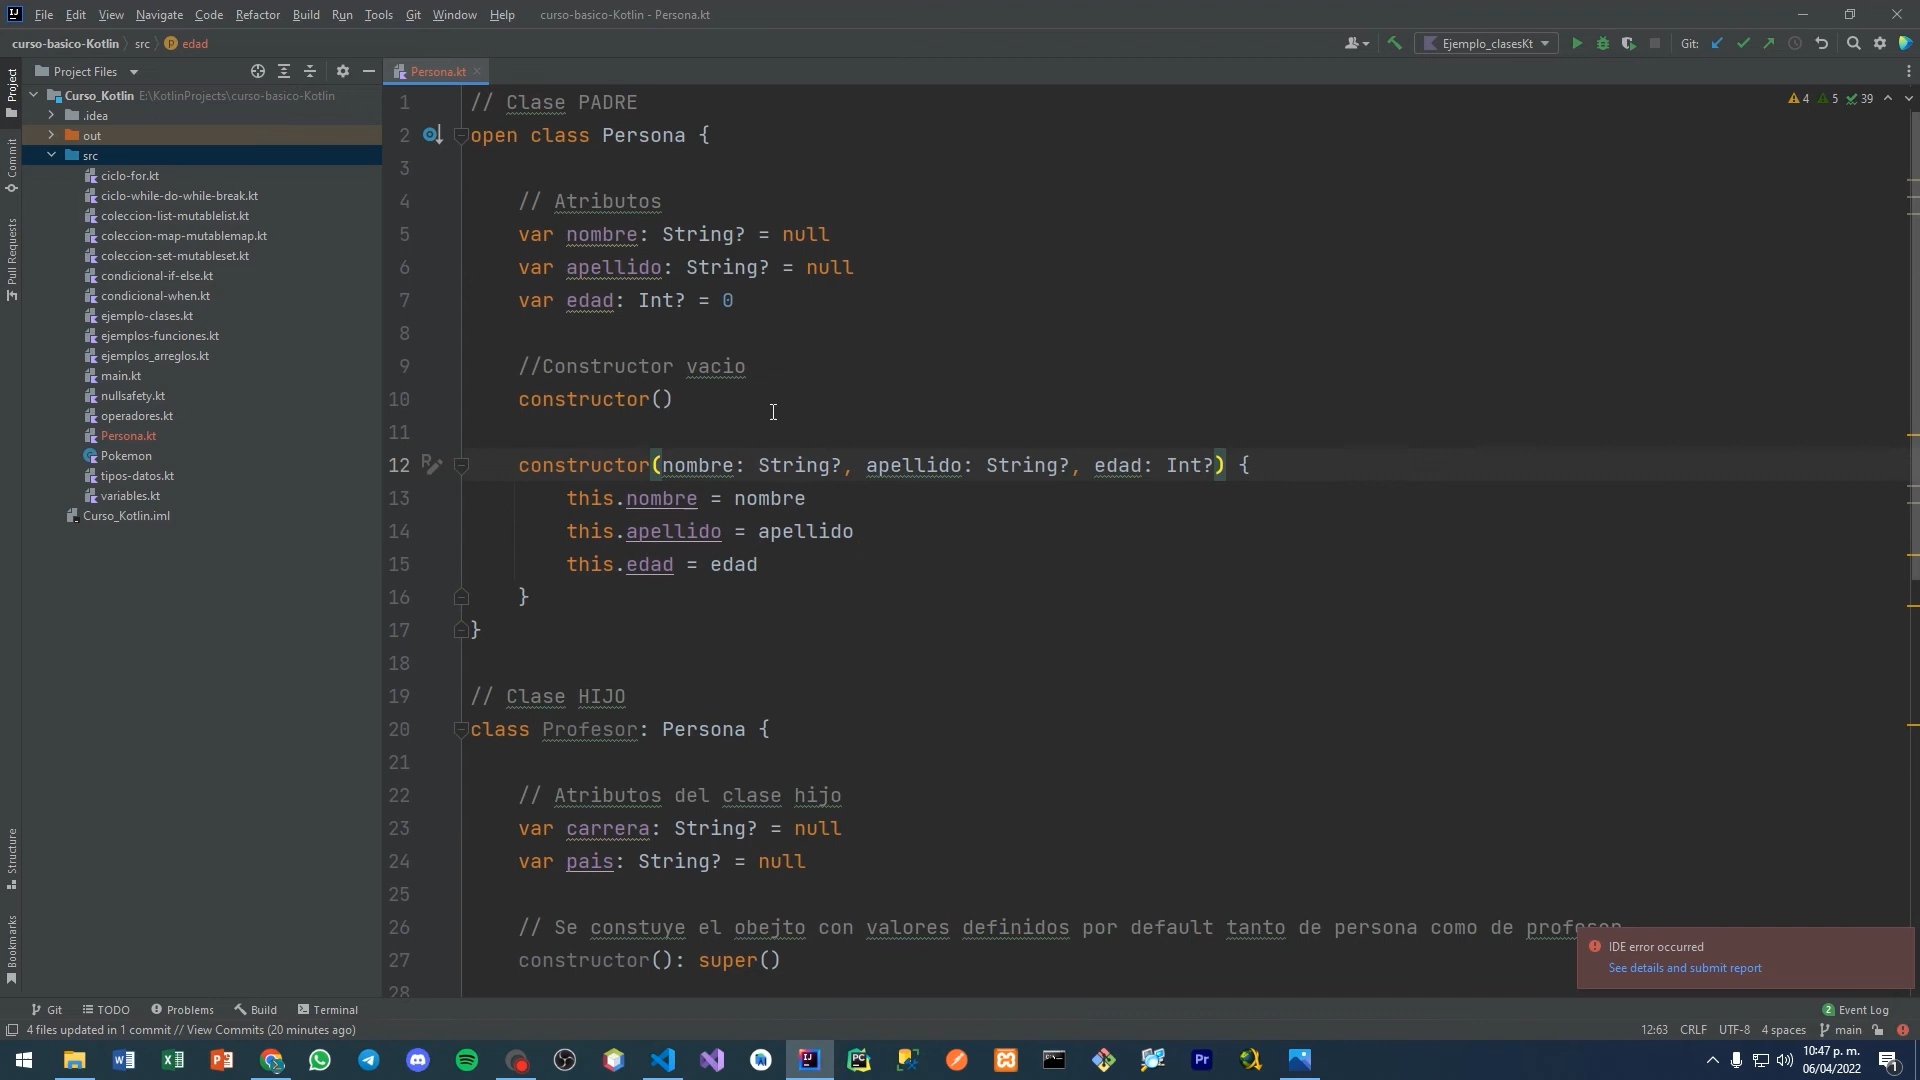 File Edit View Navigate Code Refactor Build Run Tools Git Window Help curso-basico-Kotlin - Persona.kt
curso-basico-Kotlin src edad Ejemplo_clasesKt Git:
Project Files Persona.kt
Project
Commit
Pull Requests
Structure
Bookmarks
Curso_Kotlin E:\KotlinProjects\curso-basico-Kotlin
.idea
out
src
ciclo-for.kt
ciclo-while-do-while-break.kt
coleccion-list-mutablelist.kt
coleccion-map-mutablemap.kt
coleccion-set-mutableset.kt
condicional-if-else.kt
condicional-when.kt
ejemplo-clases.kt
ejemplos-funciones.kt
ejemplos_arreglos.kt
main.kt
nullsafety.kt
operadores.kt
Persona.kt
Pokemon
tipos-datos.kt
variables.kt
Curso_Kotlin.iml
4 5 39
1 // Clase PADRE
2 open class Persona {
3
4 // Atributos
5 var nombre: String? = null
6 var apellido: String? = null
7 var edad: Int? = 0
8
9 //Constructor vacio
10 constructor()
11
12 constructor(nombre: String?, apellido: String?, edad: Int?) {
13 this.nombre = nombre
14 this.apellido = apellido
15 this.edad = edad
16 }
17 }
18
19 // Clase HIJO
20 class Profesor: Persona {
21
22 // Atributos del clase hijo
23 var carrera: String? = null
24 var pais: String? = null
25
26 // Se constuye el obejto con valores definidos por default tanto de persona como de profesor
27 constructor(): super()
28
IDE error occurred
See details and submit report
Git TODO Problems Build Terminal 2 Event Log
4 files updated in 1 commit // View Commits (20 minutes ago) 12:63 CRLF UTF-8 4 spaces main
10:47 p. m.
06/04/2022
1